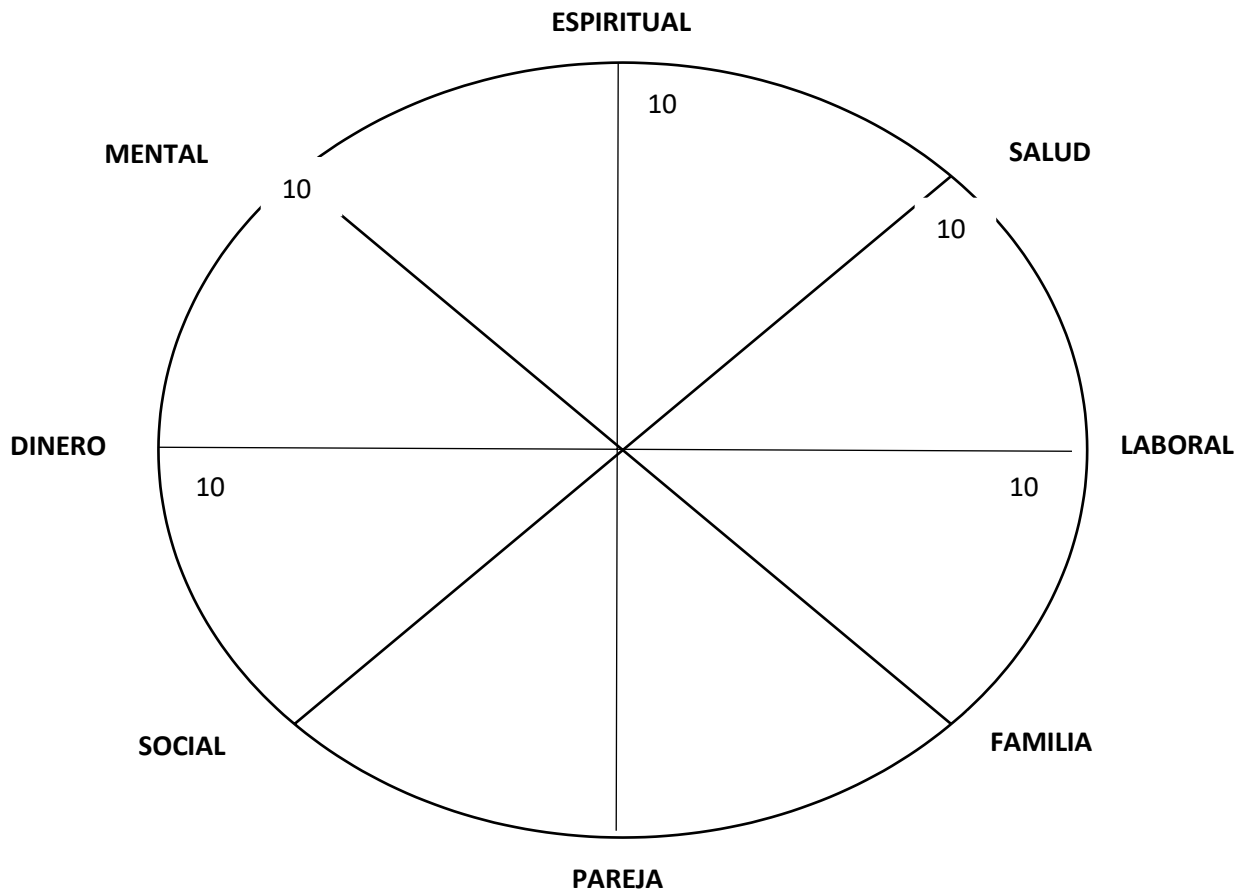 ESPIRITUAL
10
MENTAL
SALUD
10
10
DINERO
LABORAL
10
10
SOCIAL
FAMILIA
PAREJA